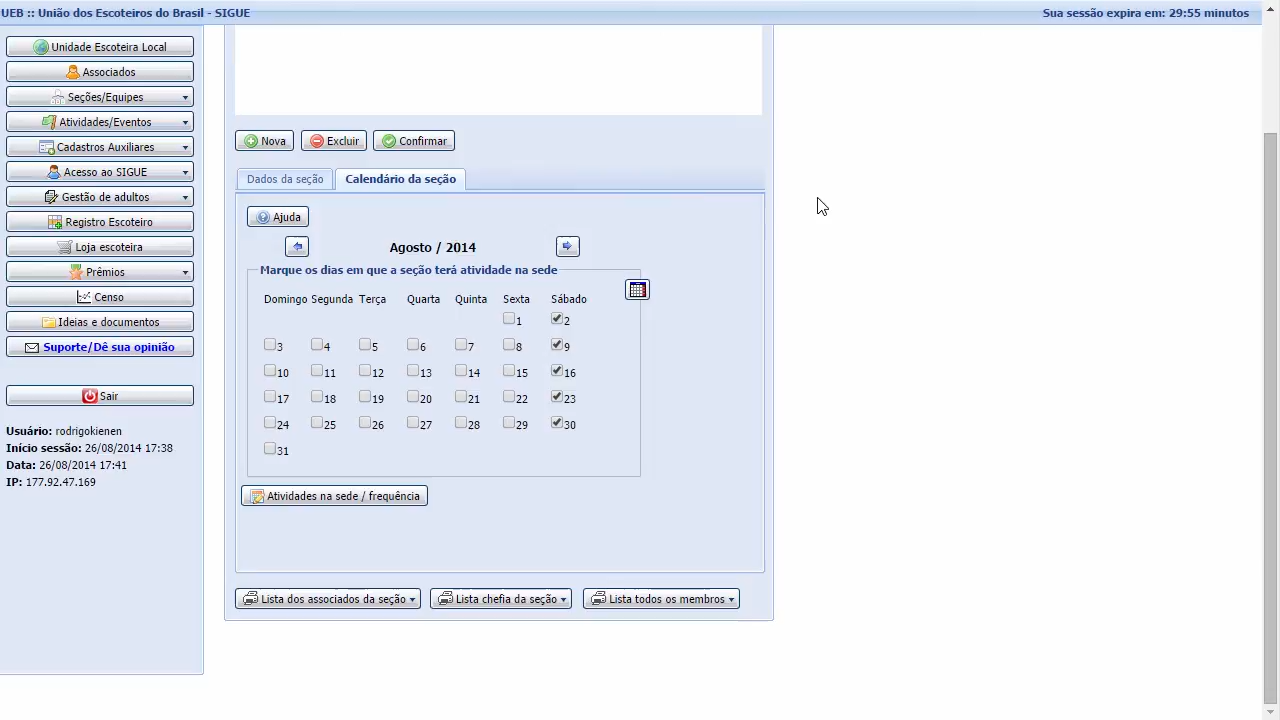 UEB :: União dos Escoteiros do Brasil - SIGUE
Sua sessão expira em: 29:55 minutos
Unidade Escoteira Local
Associados
Seções/Equipes
Atividades/Eventos
Cadastros Auxiliares
Acesso ao SIGUE
Gestão de adultos
Registro Escoteiro
Loja escoteira
Prêmios
Censo
Ideias e documentos
Suporte/Dê sua opinião
Sair
Usuário: rodrigokienen
Início sessão: 26/08/2014 17:38
Data: 26/08/2014 17:41
IP: 177.92.47.169
Nova Excluir Confirmar
Dados da seção Calendário da seção
Ajuda
Agosto / 2014
Marque os dias em que a seção terá atividade na sede
Domingo Segunda Terça Quarta Quinta Sexta Sábado
1 2
3 4 5 6 7 8 9
10 11 12 13 14 15 16
17 18 19 20 21 22 23
24 25 26 27 28 29 30
31
Atividades na sede / frequência
Lista dos associados da seção Lista chefia da seção Lista todos os membros